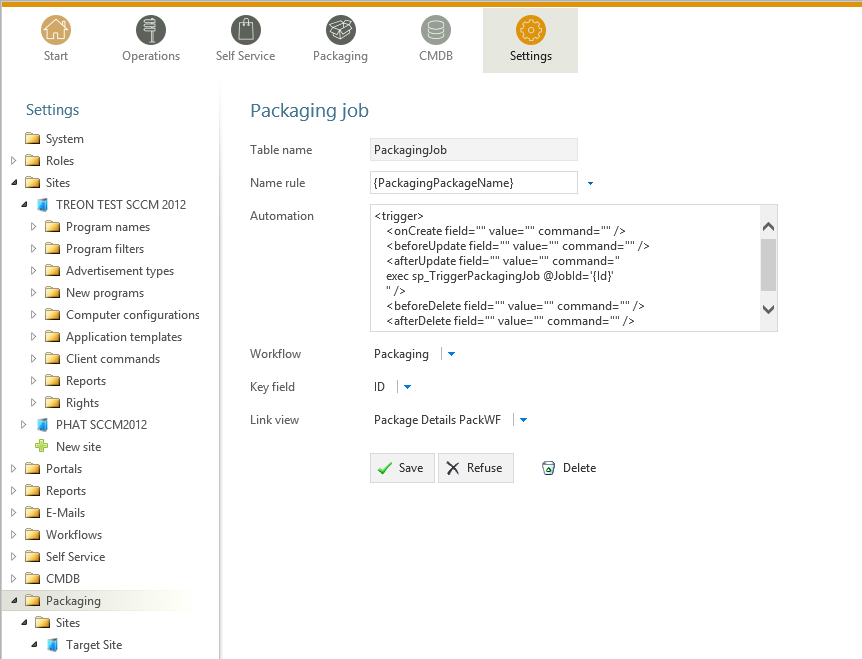 Start
Operations
Self Service
Packaging
CMDB
Settings
Settings
System
Roles
Sites
TREON TEST SCCM 2012
Program names
Program filters
Advertisement types
New programs
Computer configurations
Application templates
Client commands
Reports
Rights
PHAT SCCM2012
New site
Portals
Reports
E-Mails
Workflows
Self Service
CMDB
Packaging
Sites
Target Site
Packaging job
Table name PackagingJob
Name rule {PackagingPackageName}
Automation
<trigger>
<onCreate field="" value="" command="" />
<beforeUpdate field="" value="" command="" />
<afterUpdate field="" value="" command="
exec sp_TriggerPackagingJob @JobId='{Id}'
" />
<beforeDelete field="" value="" command="" />
<afterDelete field="" value="" command="" />
Workflow Packaging
Key field ID
Link view Package Details PackWF
Save Refuse Delete